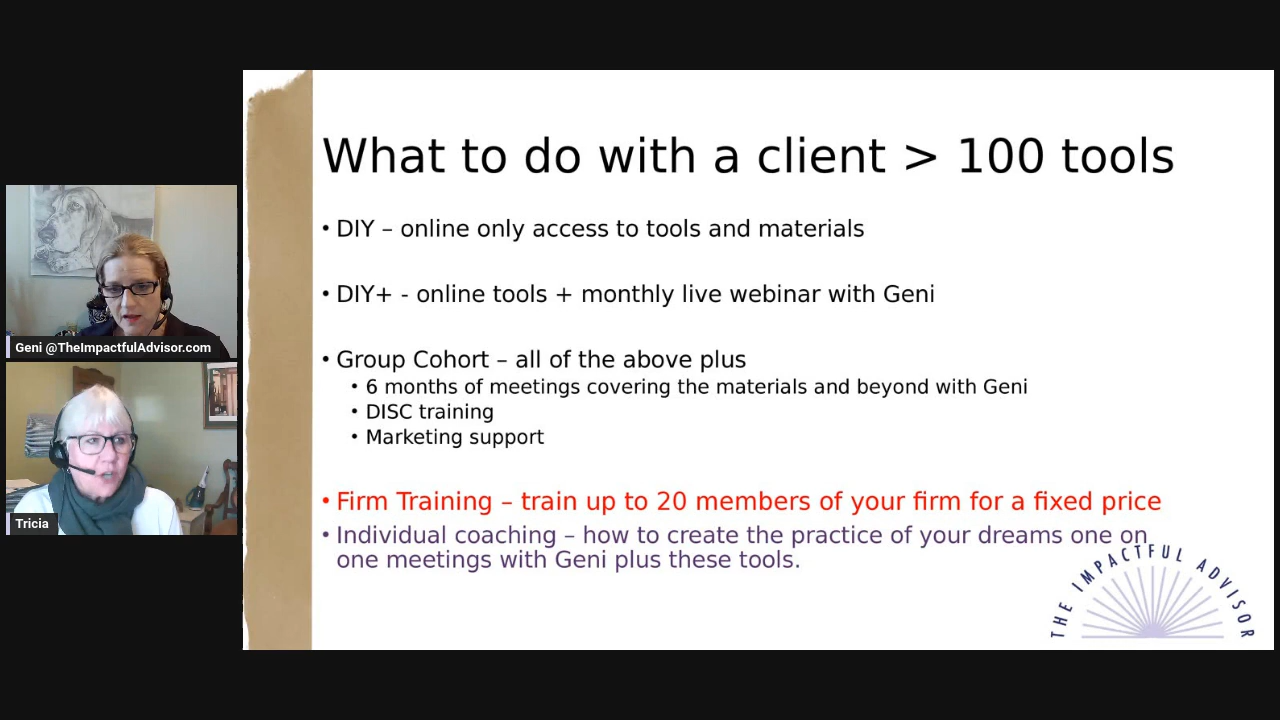 What to do with a client > 100 tools
• DIY – online only access to tools and materials
• DIY+ - online tools + monthly live webinar with Geni
• Group Cohort – all of the above plus
• 6 months of meetings covering the materials and beyond with Geni
• DISC training
• Marketing support
• Firm Training – train up to 20 members of your firm for a fixed price
• Individual coaching – how to create the practice of your dreams one on
one meetings with Geni plus these tools.
THE IMPACTFUL ADVISOR
Geni @TheImpactfulAdvisor.com
Tricia